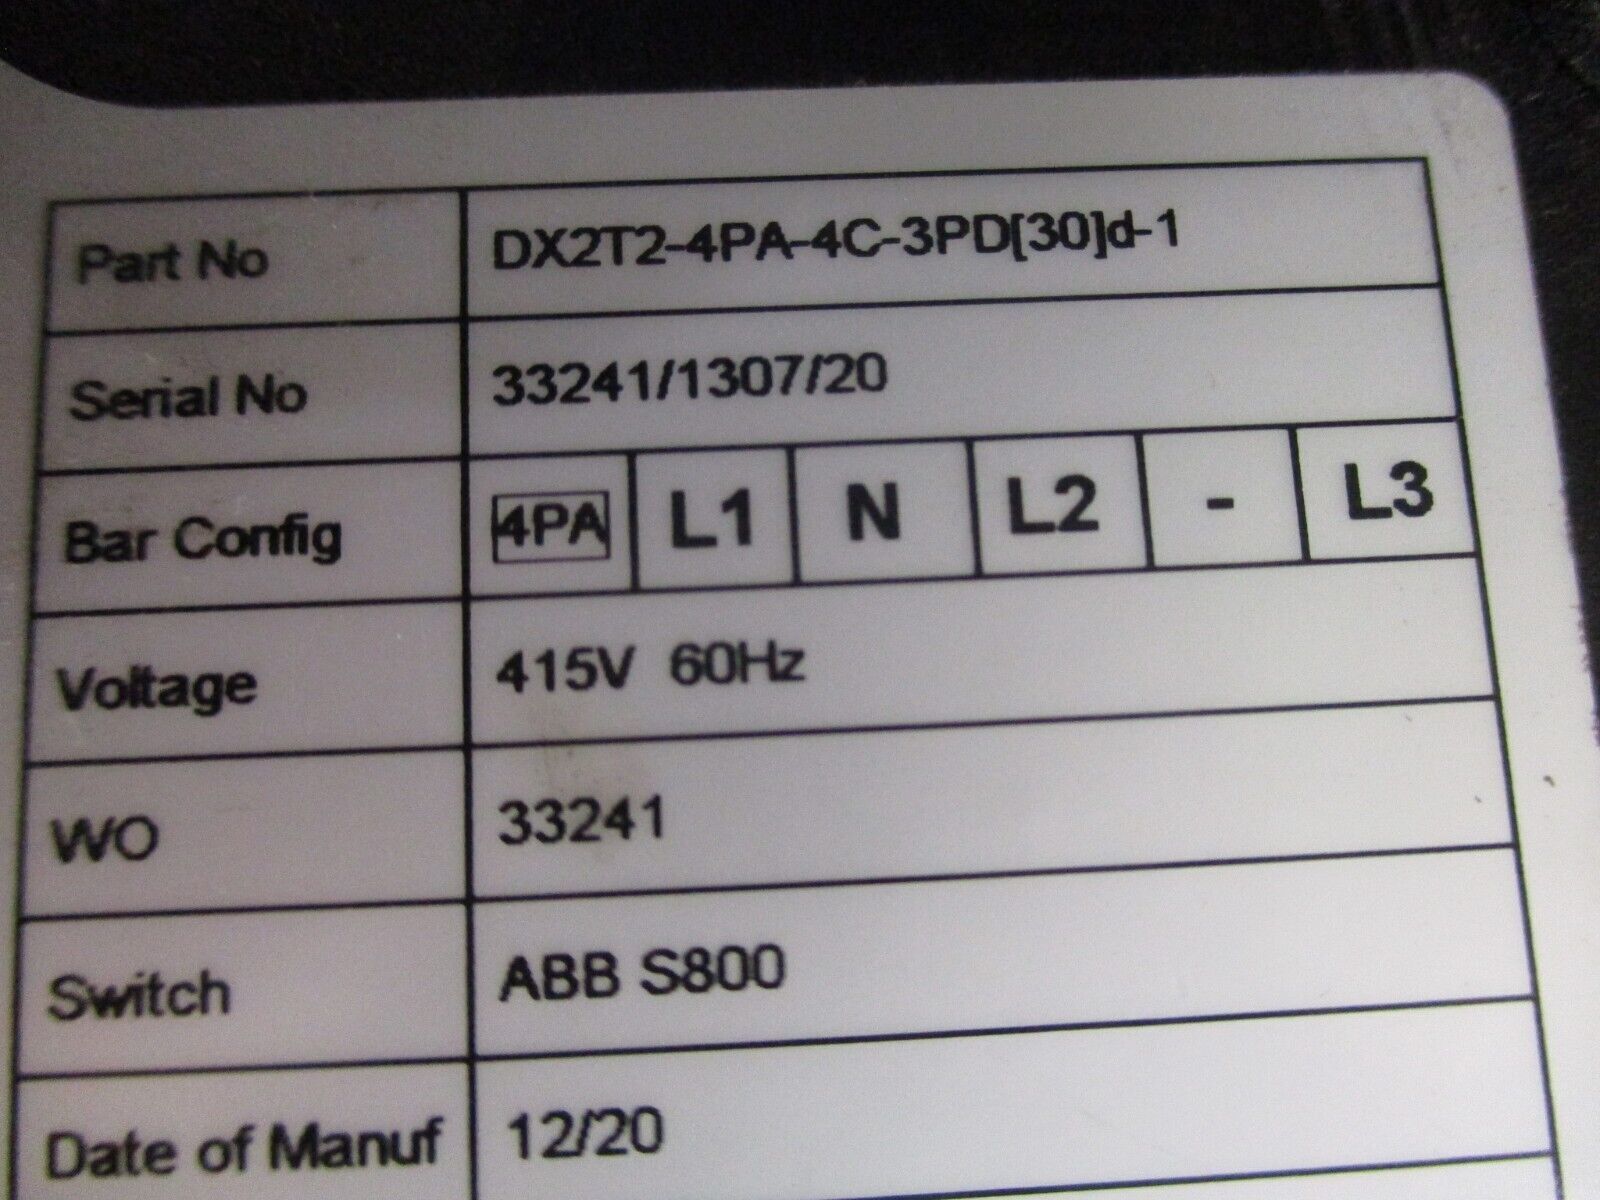 Part No DX2T2-4PA-4C-3PD[30]d-1
Serial No 33241/1307/20
Bar Config 4PA L1 N L2 - L3
Voltage 415V 60Hz
WO 33241
Switch ABB S800
Date of Manuf 12/20